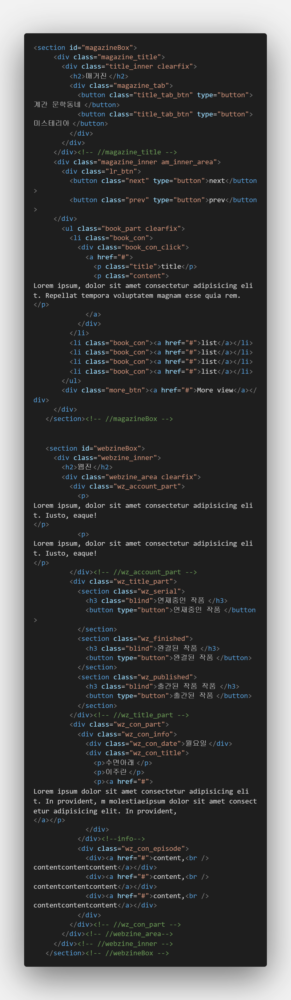 <section id="magazineBox">
<div class="magazine_title">
<div class="title_inner clearfix">
<h2>매거진</h2>
<div class="magazine_tab">
<button class="title_tab_btn" type="button">
계간 문학동네 </button>
<button class="title_tab_btn" type="button">
미스테리아 </button>
</div>
</div>
</div><!-- //magazine_title -->
<div class="magazine_inner am_inner_area">
<div class="lr_btn">
<button class="next" type="button">next</button
>
<button class="prev" type="button">prev</button
>
</div>
<ul class="book_part clearfix">
<li class="book_con">
<div class="book_con_click">
<a href="#">
<p class="title">title</p>
<p class="content">
Lorem ipsum, dolor sit amet consectetur adipisicing eli
t. Repellat tempora voluptatem magnam esse quia rem.
</p>
</a>
</div>
</li>
<li class="book_con"><a href="#">list</a></li>
<li class="book_con"><a href="#">list</a></li>
<li class="book_con"><a href="#">list</a></li>
<li class="book_con"><a href="#">list</a></li>
</ul>
<div class="more_btn"><a href="#">More view</a></
div>
</div>
</section><!-- //magazineBox -->
<section id="webzineBox">
<div class="webzine_inner">
<h2>웹진</h2>
<div class="webzine_area clearfix">
<div class="wz_account_part">
<p>
Lorem ipsum, dolor sit amet consectetur adipisicing eli
t. Iusto, eaque!
</p>
<p>
Lorem ipsum, dolor sit amet consectetur adipisicing eli
t. Iusto, eaque!
</p>
</div><!-- //wz_account_part -->
<div class="wz_title_part">
<section class="wz_serial">
<h3 class="blind">연재중인 작품 </h3>
<button type="button">연재중인 작품 </button
>
</section>
<section class="wz_finished">
<h3 class="blind">완결된 작품 </h3>
<button type="button">완결된 작품 </button>
</section>
<section class="wz_published">
<h3 class="blind">출간된 작품 작품 </h3>
<button type="button">출간된 작품 </button>
</section>
</div><!-- //wz_title_part -->
<div class="wz_con_part">
<div class="wz_con_info">
<div class="wz_con_date">월요일</div>
<div class="wz_con_title">
<p>수면아래 </p>
<p>이주란</p>
<p><a href="#">
Lorem ipsum dolor sit amet consectetur adipisicing eli
t. In provident, m molestiaeipsum dolor sit amet consect
etur adipisicing elit. In provident,
</a></p>
</div>
</div><!--info-->
<div class="wz_con_episode">
<div><a href="#">content,<br />
contentcontentcontent</a></div>
<div><a href="#">content,<br />
contentcontentcontent</a></div>
<div><a href="#">content,<br />
contentcontentcontent</a></div>
</div>
</div><!-- //wz_con_part -->
</div><!-- //webzine_area-->
</div><!-- //webzine_inner -->
</section><!-- //webzineBox -->